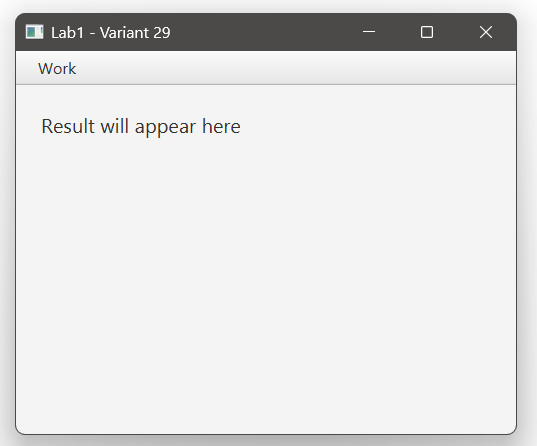 Lab1 - Variant 29
Work
Result will appear here